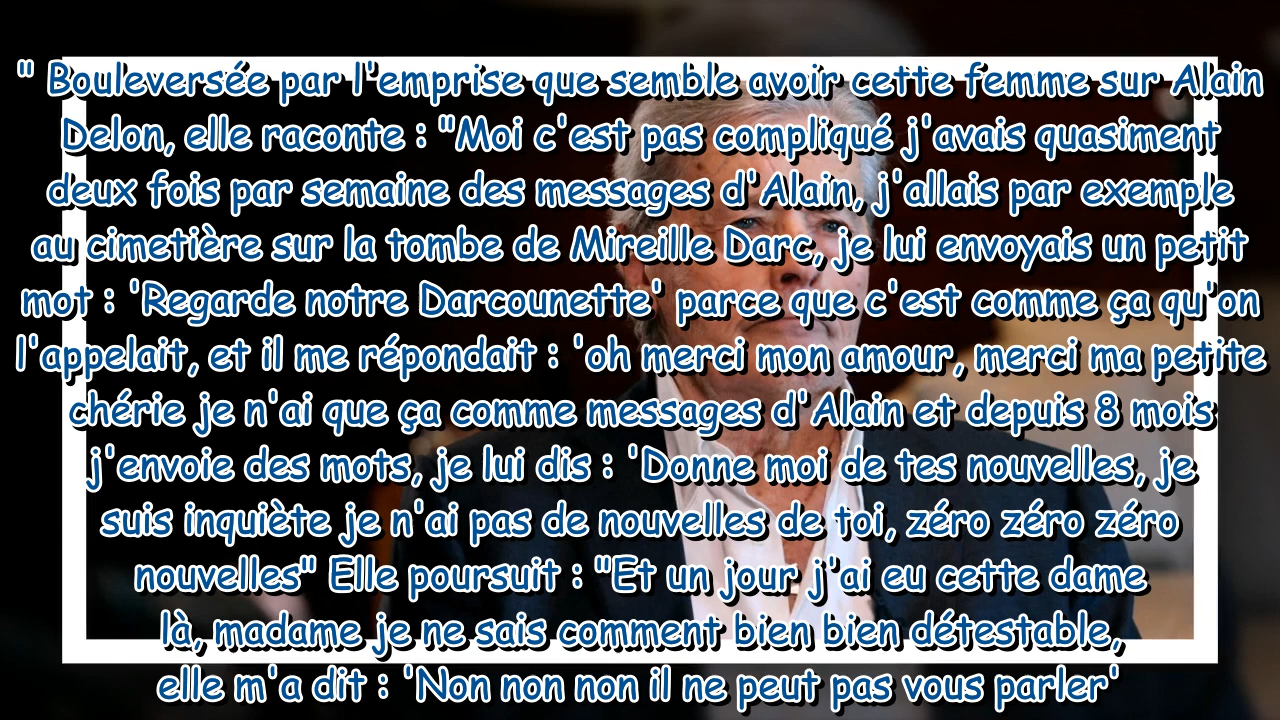 " Bouleversée par l'emprise que semble avoir cette femme sur Alain
Delon, elle raconte : "Moi c'est pas compliqué j'avais quasiment
deux fois par semaine des messages d'Alain, j'allais par exemple
au cimetière sur la tombe de Mireille Darc, je lui envoyais un petit
mot : 'Regarde notre Darcounette' parce que c'est comme ça qu'on
l'appelait, et il me répondait : 'oh merci mon amour, merci ma petite
chérie je n'ai que ça comme messages d'Alain et depuis 8 mois
j'envoie des mots, je lui dis : 'Donne moi de tes nouvelles, je
suis inquiète je n'ai pas de nouvelles de toi, zéro zéro zéro
nouvelles" Elle poursuit : "Et un jour j'ai eu cette dame
là, madame je ne sais comment bien bien détestable,
elle m'a dit : 'Non non non il ne peut pas vous parler'